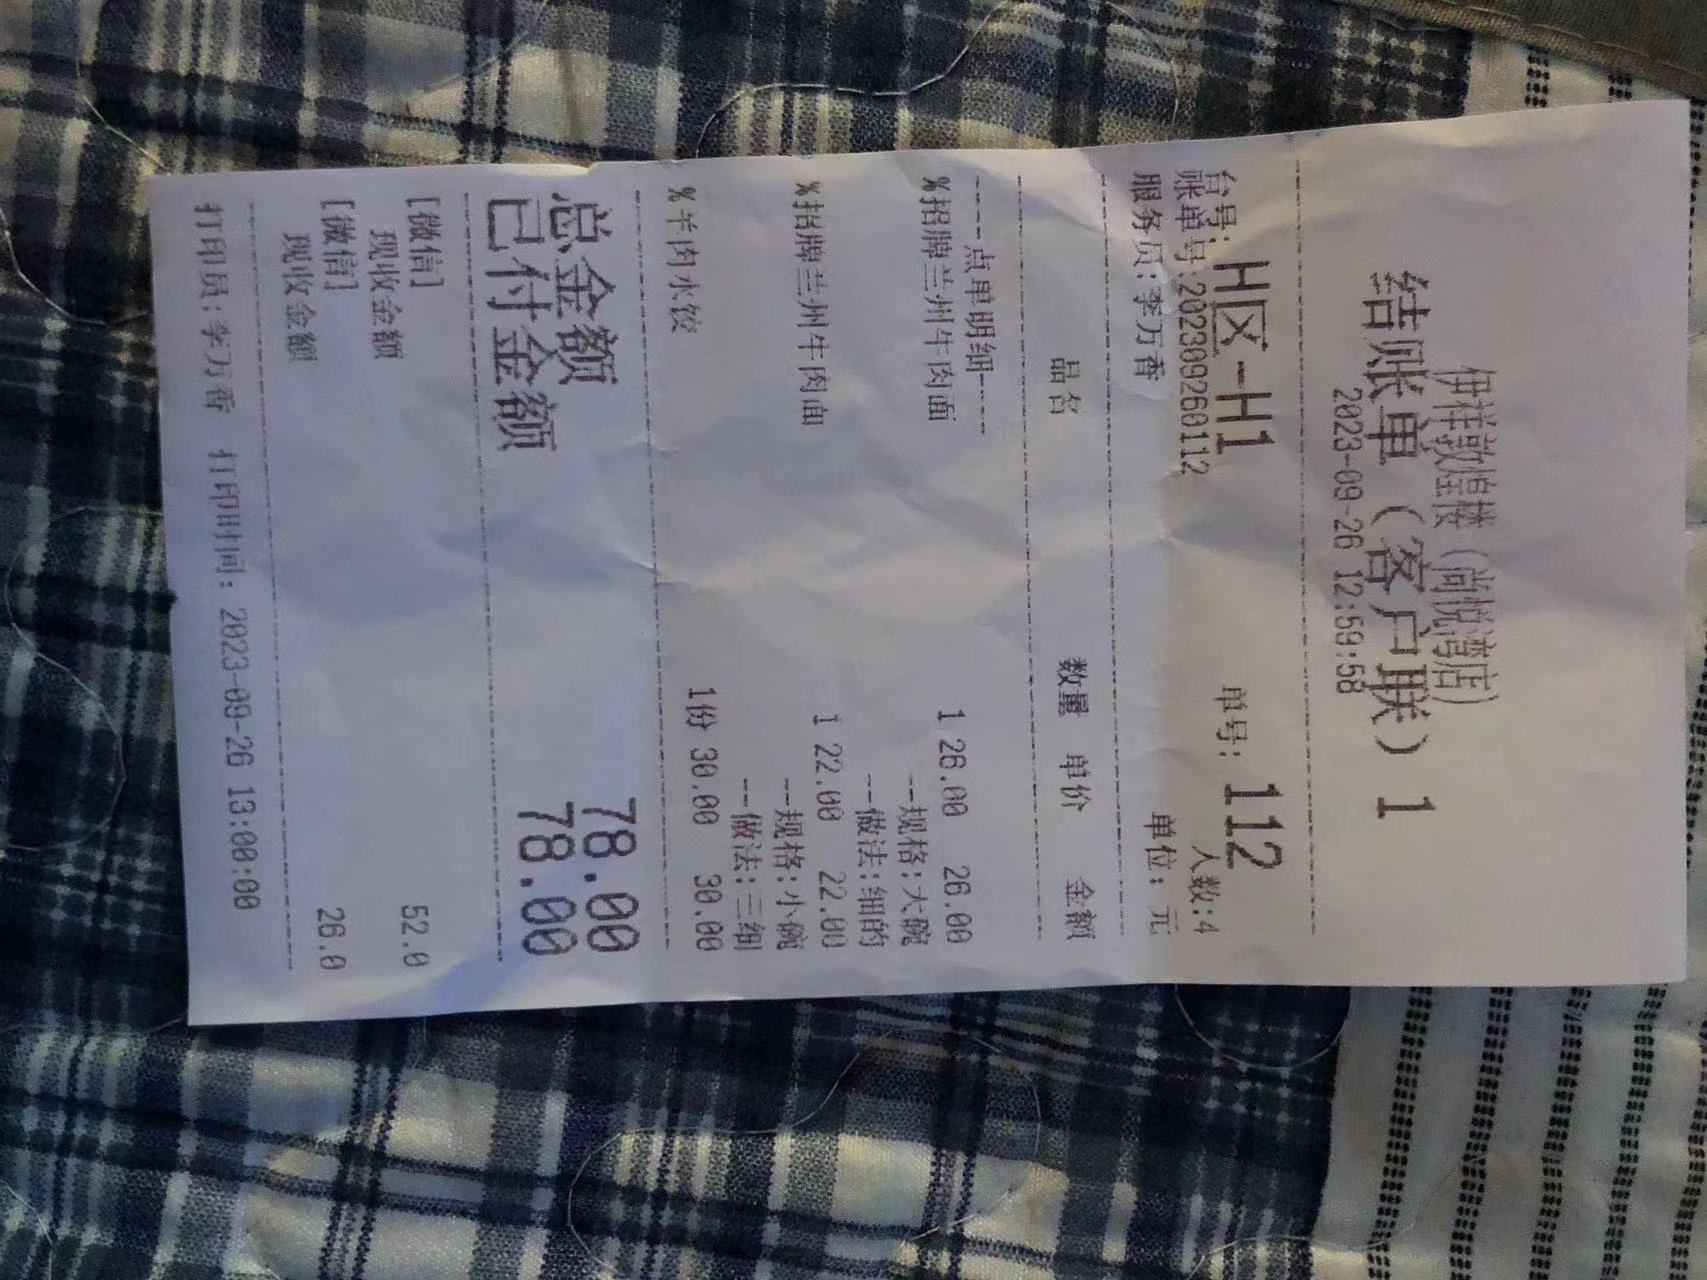 伊祥敦煌楼（尚悦湾店）
结账单（客户联）1
2023-09-26 12:59:58
台号：H区-H1 单号：112
账单号：202309260112 人数:4
服务员：李万香 单位：元
品名 数量 单价 金额
----点单明细----
%招牌兰州牛肉面 1 26.00 26.00
--规格:大碗
--做法:细的
%招牌兰州牛肉面 1 22.00 22.00
--规格:小碗
--做法:三细
%羊肉水饺 1份 30.00 30.00
总金额 78.00
已付金额 78.00
[微信]
现收金额 52.0
[微信]
现收金额 26.0
打印员：李万香 打印时间：2023-09-26 13:00:00